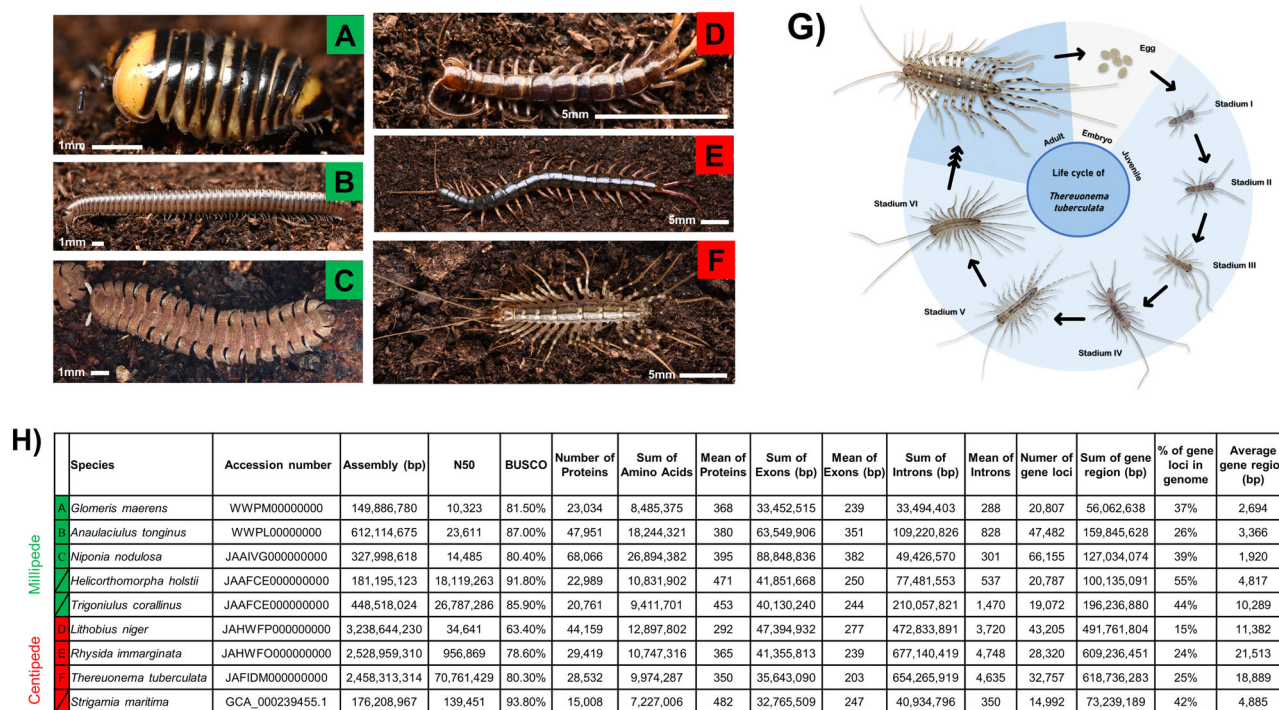 A
1mm
B
1mm
C
1mm
D
5mm
E
5mm
F
5mm
G)
Egg
Stadium I
Stadium II
Stadium III
Stadium IV
Stadium V
Stadium VI
Adult
Embryo
Juvenile
Life cycle of
Thereuonema
tuberculata
H)
Species Accession number Assembly (bp) N50 BUSCO Number of Proteins Sum of Amino Acids Mean of Proteins Sum of Exons (bp) Mean of Exons (bp) Sum of Introns (bp) Mean of Introns Numer of gene loci Sum of gene region (bp) % of gene loci in genome Average gene region (bp)
Millipede
A Glomeris maerens WWPM00000000 149,886,780 10,323 81.50% 23,034 8,485,375 368 33,452,515 239 33,494,403 288 20,807 56,062,638 37% 2,694
B Anaulaciulus tonginus WWPL00000000 612,114,675 23,611 87.00% 47,951 18,244,321 380 63,549,906 351 109,220,826 828 47,482 159,845,628 26% 3,366
C Niponia nodulosa JAAIVG000000000 327,998,618 14,465 80.40% 68,066 26,894,382 395 83,848,836 382 49,426,570 301 66,155 127,034,074 39% 1,920
Helicorthomorpha holstii JAAFCE000000000 181,195,123 18,119,263 91.80% 22,989 10,831,902 471 41,851,668 250 77,481,553 537 20,787 100,135,091 55% 4,817
Trigoniulus corallinus JAAFCE000000000 448,518,024 26,787,286 85.90% 20,761 9,411,701 453 40,130,240 244 210,057,821 1,470 19,072 196,236,880 44% 10,289
Centipede
D Lithobius niger JAHWFP000000000 3,238,644,230 34,641 63.40% 44,159 12,897,802 292 47,394,932 277 472,833,891 3,720 43,205 491,761,804 15% 11,382
E Rhysida immarginata JAHWFO000000000 2,528,959,310 956,869 78.60% 29,419 10,747,316 365 41,355,813 239 677,140,419 4,748 28,320 609,236,451 24% 21,513
F Thereuonema tuberculata JAFIDM000000000 2,458,313,314 70,761,429 80.30% 28,532 9,974,287 350 35,643,090 203 654,265,919 4,635 32,757 618,736,283 25% 18,889
Strigamia maritima GCA_000239455.1 176,208,967 139,451 93.80% 15,008 7,227,006 482 32,765,509 247 40,934,796 350 14,992 73,239,189 42% 4,885